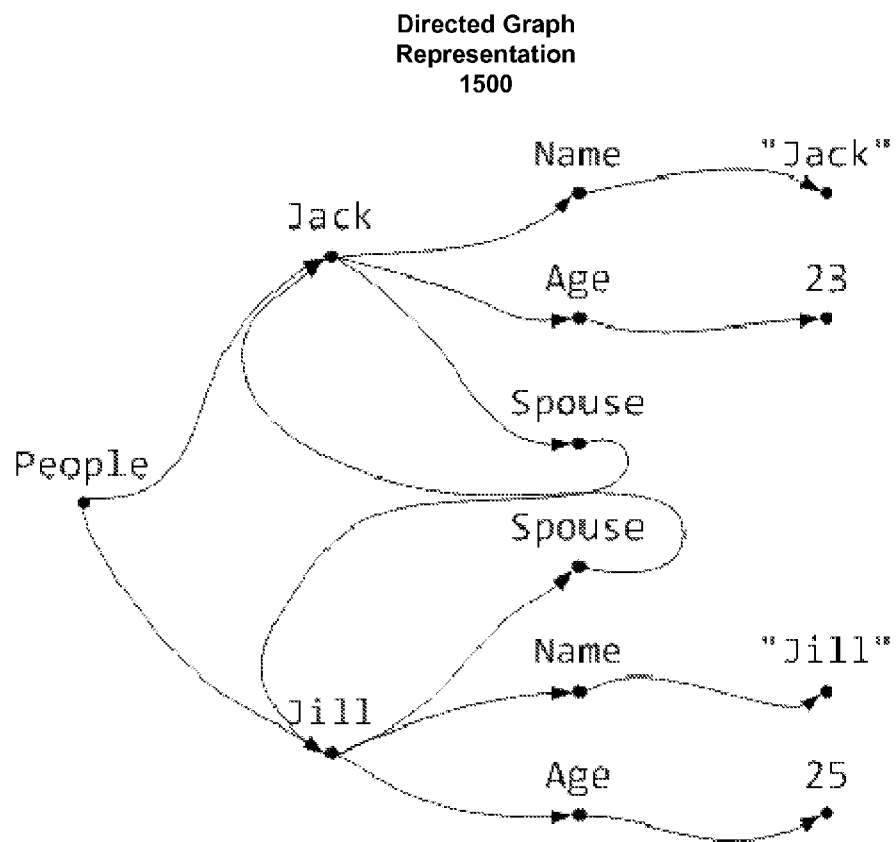 Directed Graph
Representation
1500
Name "Jack"
Jack
Age 23
Spouse
People
Spouse
Name "Jill"
Jill
Age 25